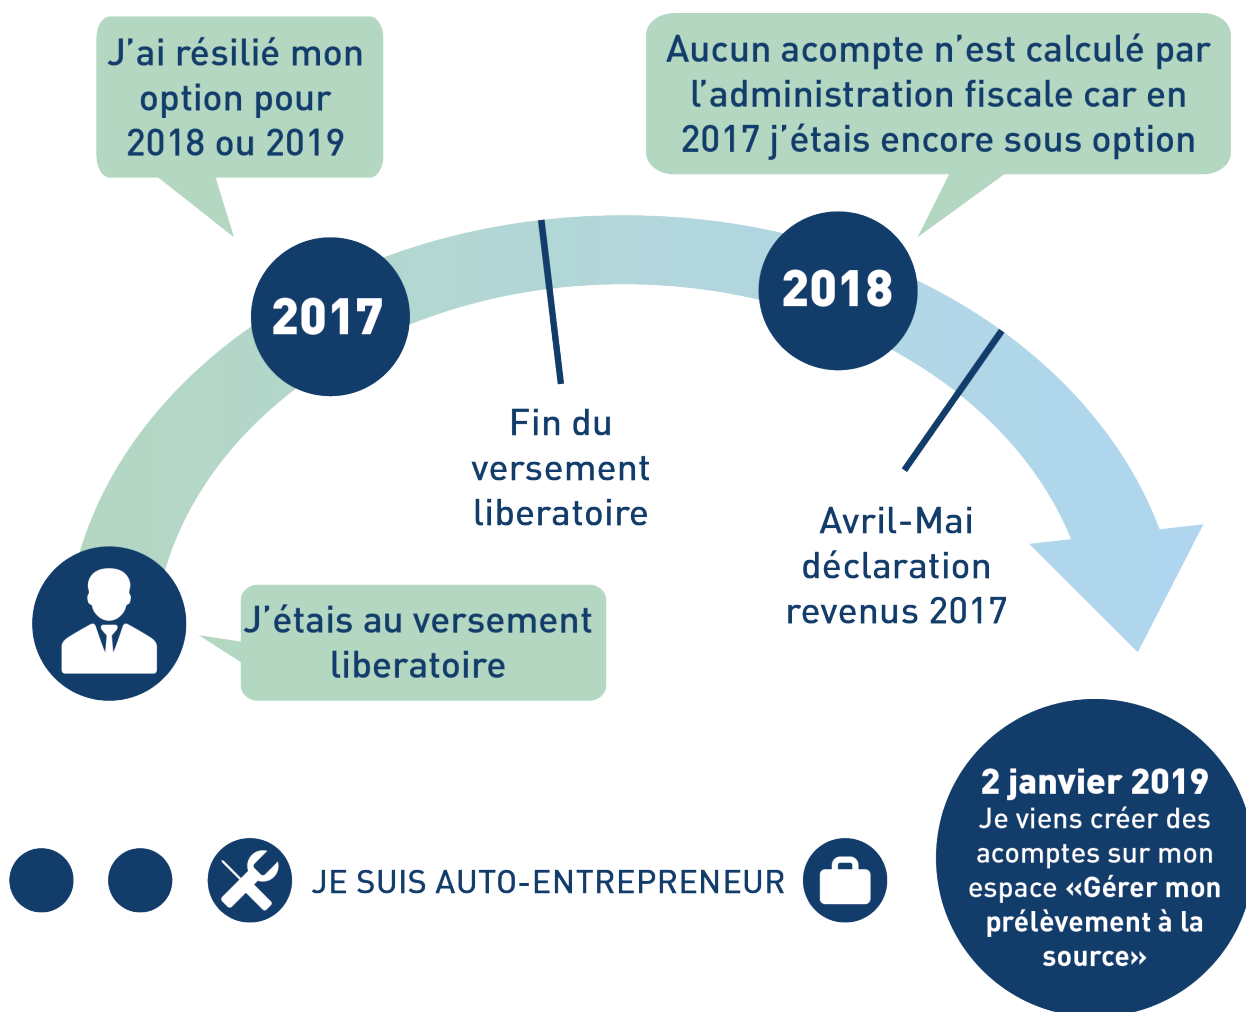 J'ai résilié mon
option pour
2018 ou 2019
Aucun acompte n'est calculé par
l'administration fiscale car en
2017 j'étais encore sous option
2017
2018
Fin du
versement
liberatoire
Avril-Mai
déclaration
revenus 2017
J'étais au versement
liberatoire
2 janvier 2019
Je viens créer des
acomptes sur mon
espace «Gérer mon
prélèvement à la
source»
JE SUIS AUTO-ENTREPRENEUR